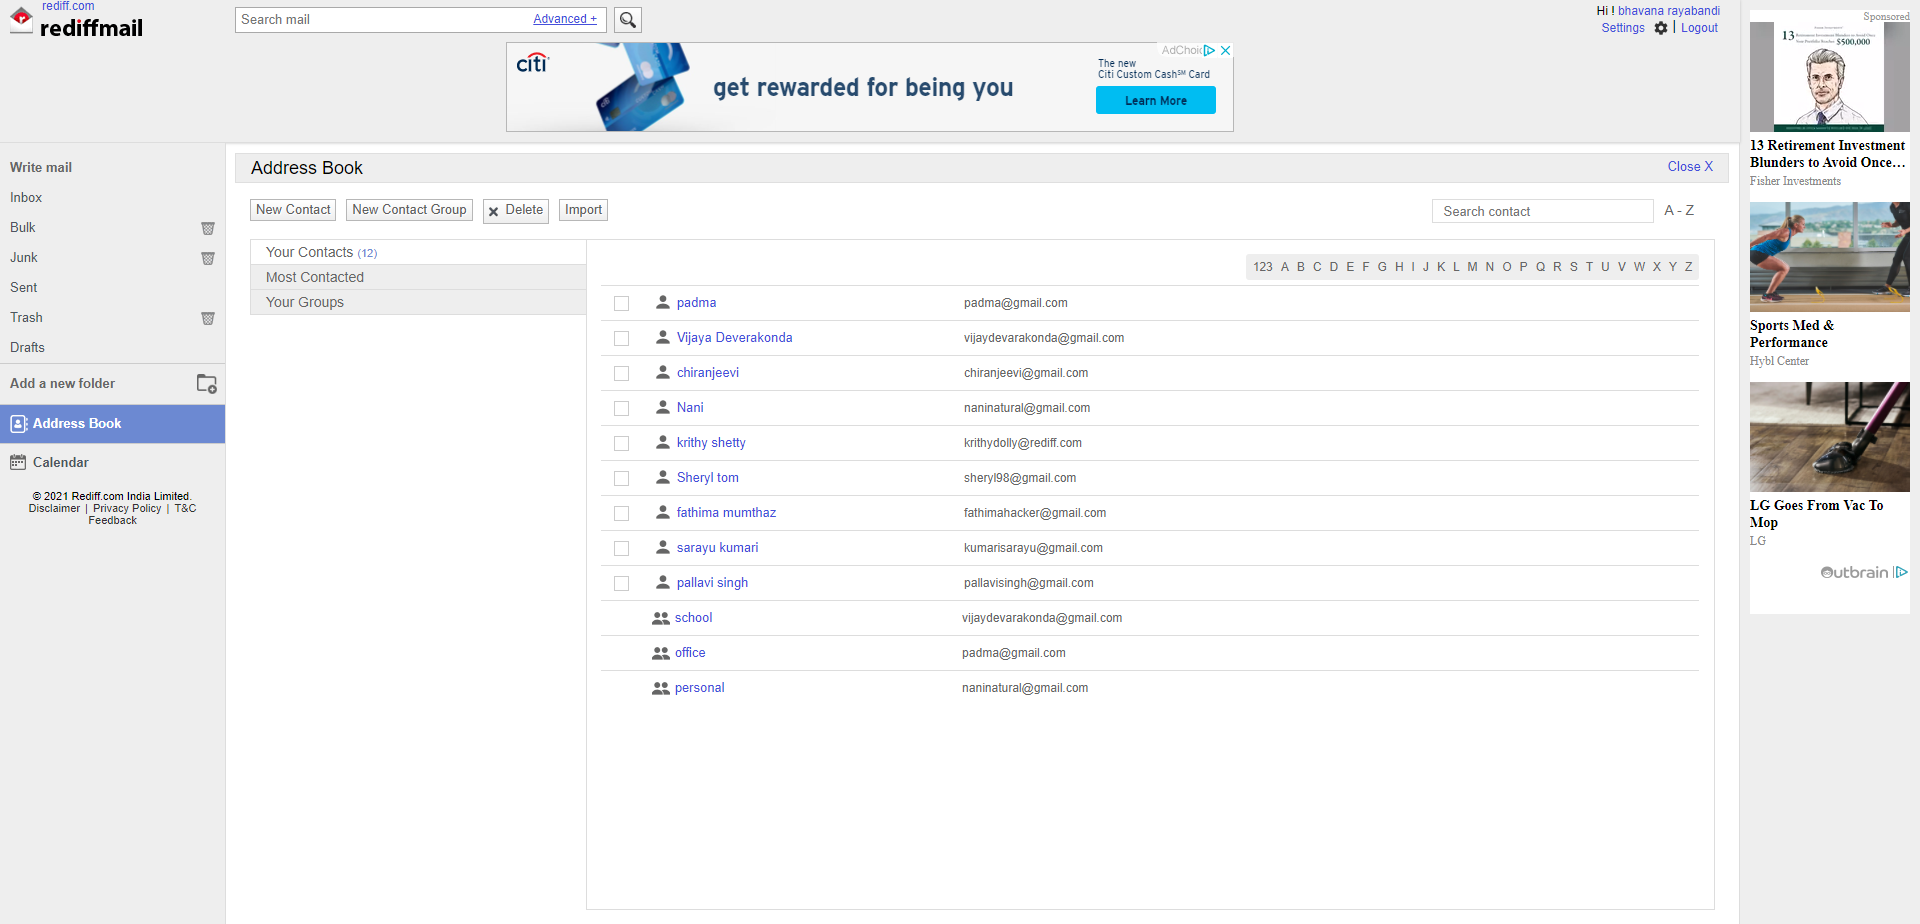 rediff.com
rediffmail
Search mail
Advanced +
Hi ! bhavana rayabandi
Settings | Logout
citi
get rewarded for being you
AdChoic
The new
Citi Custom Cash℠ Card
Learn More
Sponsored
13
$500,000
13 Retirement Investment
Blunders to Avoid Once…
Fisher Investments
Sports Med &
Performance
Hybl Center
LG Goes From Vac To
Mop
LG
Outbrain
Write mail
Inbox
Bulk
Junk
Sent
Trash
Drafts
Add a new folder
Address Book
Calendar
© 2021 Rediff.com India Limited.
Disclaimer | Privacy Policy | T&C
Feedback
Address Book
Close X
New Contact
New Contact Group
Delete
Import
Search contact
A - Z
Your Contacts (12)
Most Contacted
Your Groups
123 A B C D E F G H I J K L M N O P Q R S T U V W X Y Z
padma padma@gmail.com
Vijaya Deverakonda vijaydevarakonda@gmail.com
chiranjeevi chiranjeevi@gmail.com
Nani naninatural@gmail.com
krithy shetty krithydolly@rediff.com
Sheryl tom sheryl98@gmail.com
fathima mumthaz fathimahacker@gmail.com
sarayu kumari kumarisarayu@gmail.com
pallavi singh pallavisingh@gmail.com
school vijaydevarakonda@gmail.com
office padma@gmail.com
personal naninatural@gmail.com